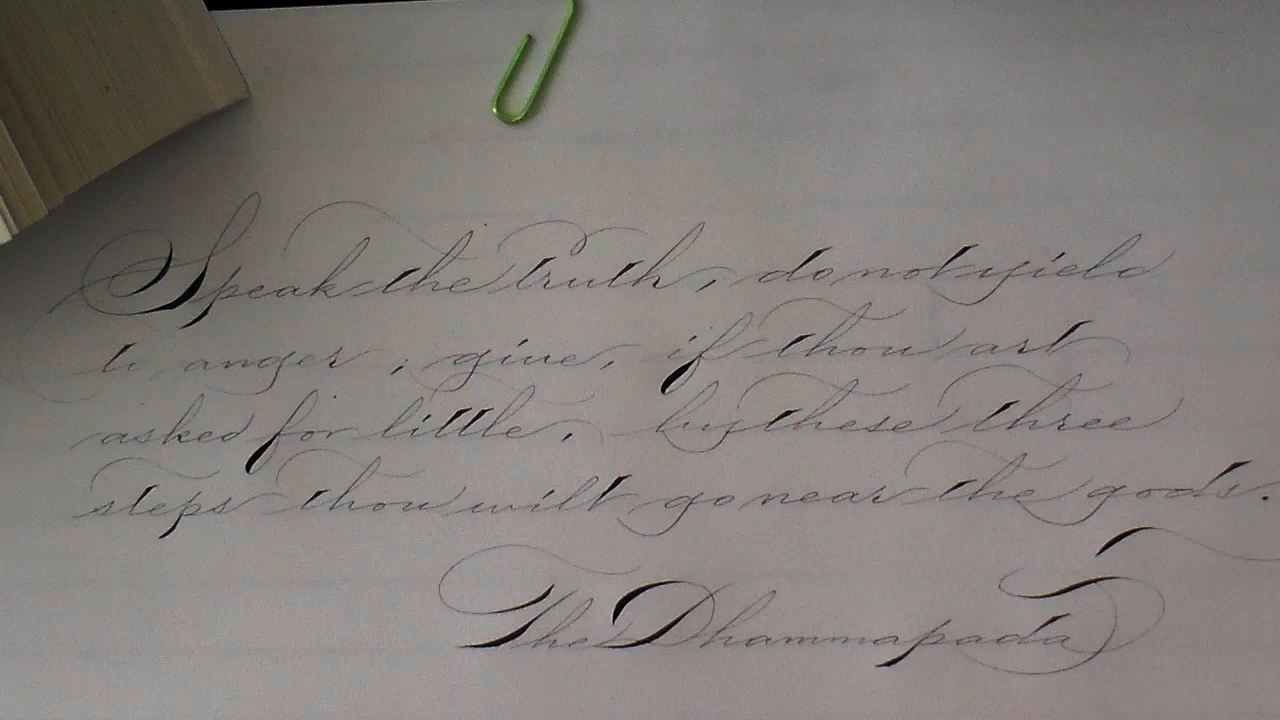 Speak the truth, do not yield
to anger; give, if thou art
asked for little, by these three
steps thou wilt go near the gods.
The Dhammapada